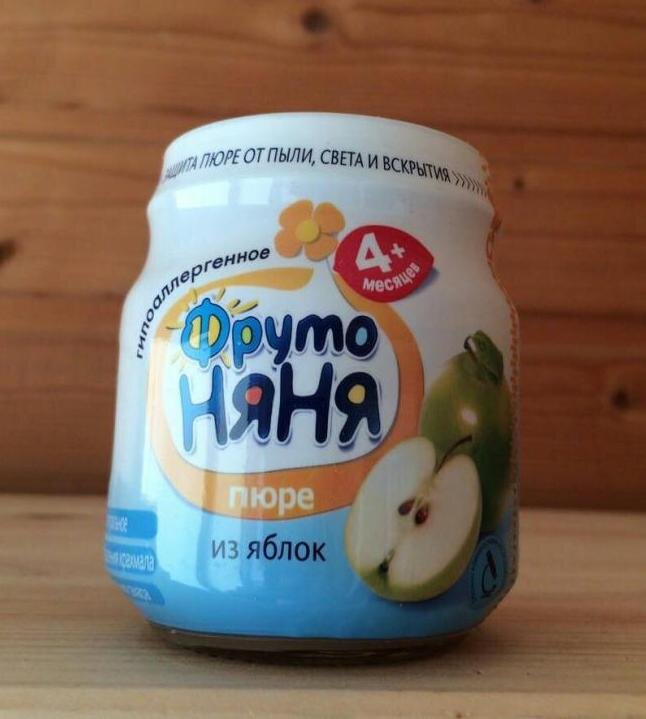 ЗАЩИТА ПЮРЕ ОТ ПЫЛИ, СВЕТА И ВСКРЫТИЯ
гипоаллергенное
4+
месяцев
Фруто
НЯНЯ
пюре
из яблок
крахмала